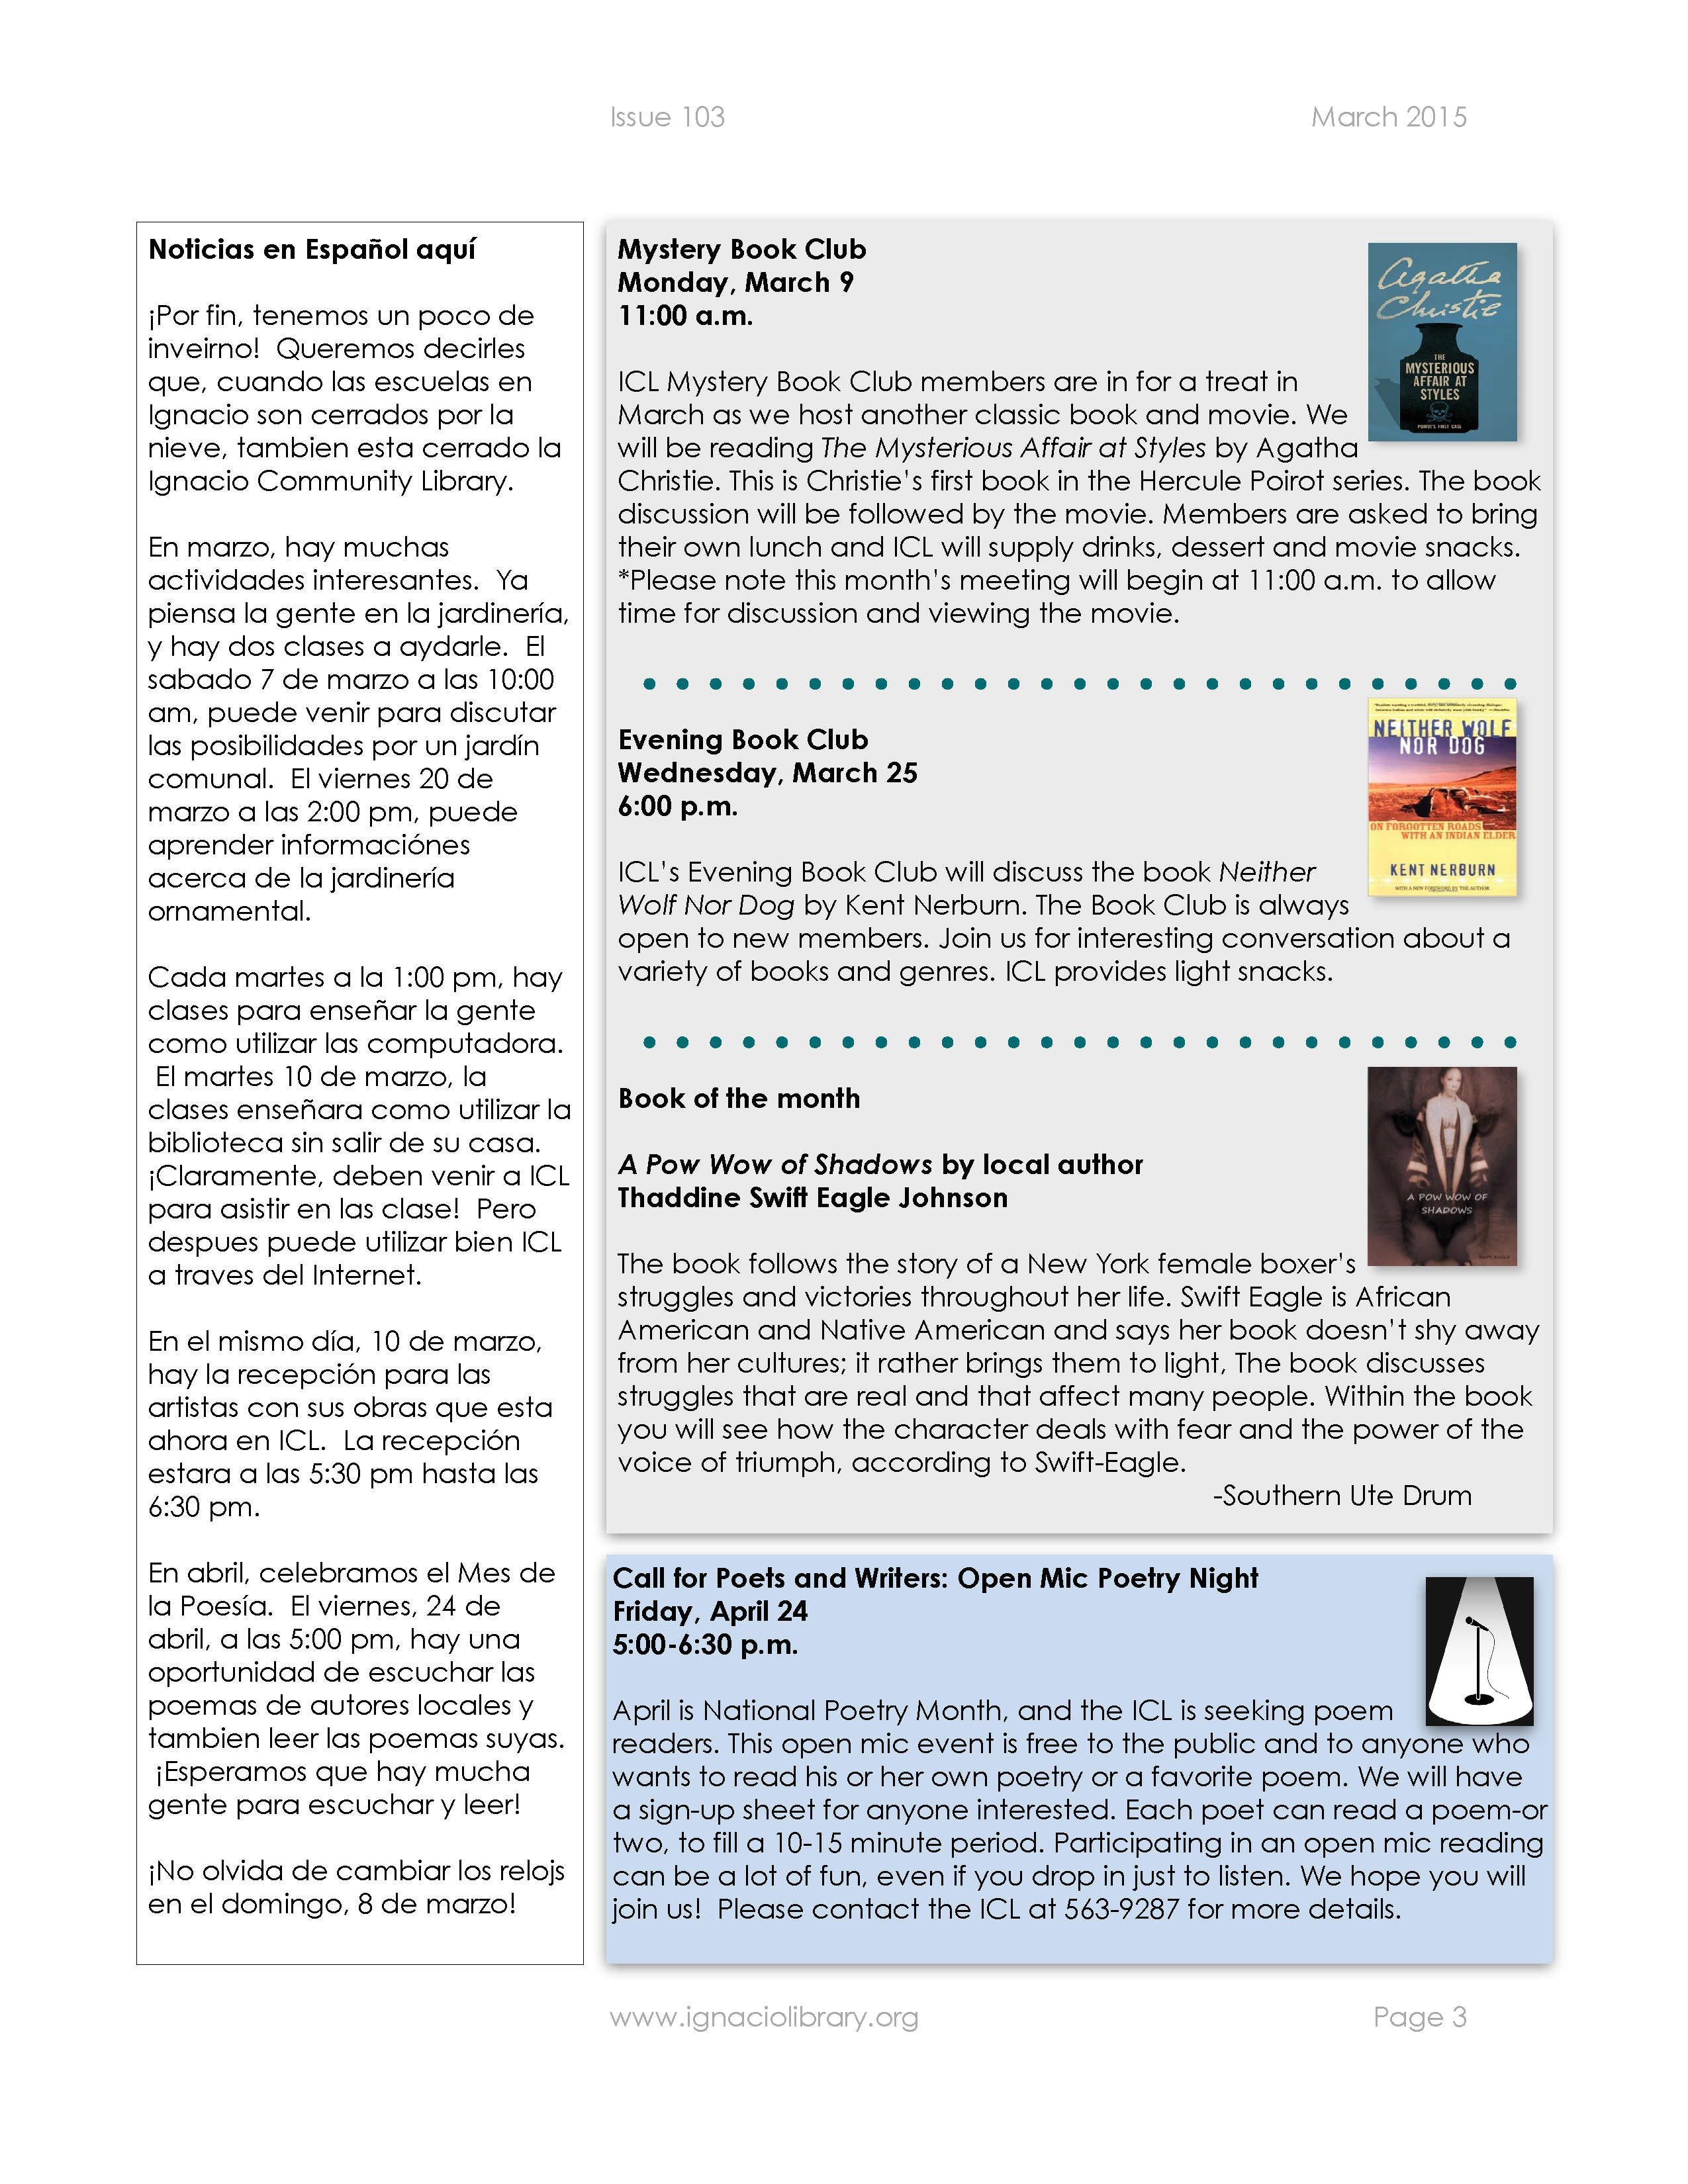 Issue 103
March 2015
Noticias en Español aquí
¡Por fin, tenemos un poco de
inveirno!  Queremos decirles
que, cuando las escuelas en
Ignacio son cerrados por la
nieve, tambien esta cerrado la
Ignacio Community Library.
En marzo, hay muchas
actividades interesantes.  Ya
piensa la gente en la jardinería,
y hay dos clases a aydarle.  El
sabado 7 de marzo a las 10:00
am, puede venir para discutar
las posibilidades por un jardín
comunal.  El viernes 20 de
marzo a las 2:00 pm, puede
aprender informaciónes
acerca de la jardinería
ornamental.
Cada martes a la 1:00 pm, hay
clases para enseñar la gente
como utilizar las computadora.
El martes 10 de marzo, la
clases enseñara como utilizar la
biblioteca sin salir de su casa.
¡Claramente, deben venir a ICL
para asistir en las clase!  Pero
despues puede utilizar bien ICL
a traves del Internet.
En el mismo día, 10 de marzo,
hay la recepción para las
artistas con sus obras que esta
ahora en ICL.  La recepción
estara a las 5:30 pm hasta las
6:30 pm.
En abril, celebramos el Mes de
la Poesía.  El viernes, 24 de
abril, a las 5:00 pm, hay una
oportunidad de escuchar las
poemas de autores locales y
tambien leer las poemas suyas.
¡Esperamos que hay mucha
gente para escuchar y leer!
¡No olvida de cambiar los relojs
en el domingo, 8 de marzo!
Mystery Book Club
Monday, March 9
11:00 a.m.
Agatha
Christie
THE
MYSTERIOUS
AFFAIR AT
STYLES
POIROT'S FIRST CASE
ICL Mystery Book Club members are in for a treat in
March as we host another classic book and movie. We
will be reading The Mysterious Affair at Styles by Agatha
Christie. This is Christie's first book in the Hercule Poirot series. The book
discussion will be followed by the movie. Members are asked to bring
their own lunch and ICL will supply drinks, dessert and movie snacks.
*Please note this month's meeting will begin at 11:00 a.m. to allow
time for discussion and viewing the movie.
Evening Book Club
Wednesday, March 25
6:00 p.m.
NEITHER WOLF
NOR DOG
ON FORGOTTEN ROADS
WITH AN INDIAN ELDER
KENT NERBURN
WITH A NEW FOREWORD BY THE AUTHOR
ICL's Evening Book Club will discuss the book Neither
Wolf Nor Dog by Kent Nerburn. The Book Club is always
open to new members. Join us for interesting conversation about a
variety of books and genres. ICL provides light snacks.
Book of the month
A Pow Wow of Shadows by local author
Thaddine Swift Eagle Johnson
A POW WOW OF
SHADOWS
The book follows the story of a New York female boxer's
struggles and victories throughout her life. Swift Eagle is African
American and Native American and says her book doesn't shy away
from her cultures; it rather brings them to light, The book discusses
struggles that are real and that affect many people. Within the book
you will see how the character deals with fear and the power of the
voice of triumph, according to Swift-Eagle.
-Southern Ute Drum
Call for Poets and Writers: Open Mic Poetry Night
Friday, April 24
5:00-6:30 p.m.
April is National Poetry Month, and the ICL is seeking poem
readers. This open mic event is free to the public and to anyone who
wants to read his or her own poetry or a favorite poem. We will have
a sign-up sheet for anyone interested. Each poet can read a poem-or
two, to fill a 10-15 minute period. Participating in an open mic reading
can be a lot of fun, even if you drop in just to listen. We hope you will
join us!  Please contact the ICL at 563-9287 for more details.
www.ignaciolibrary.org
Page 3